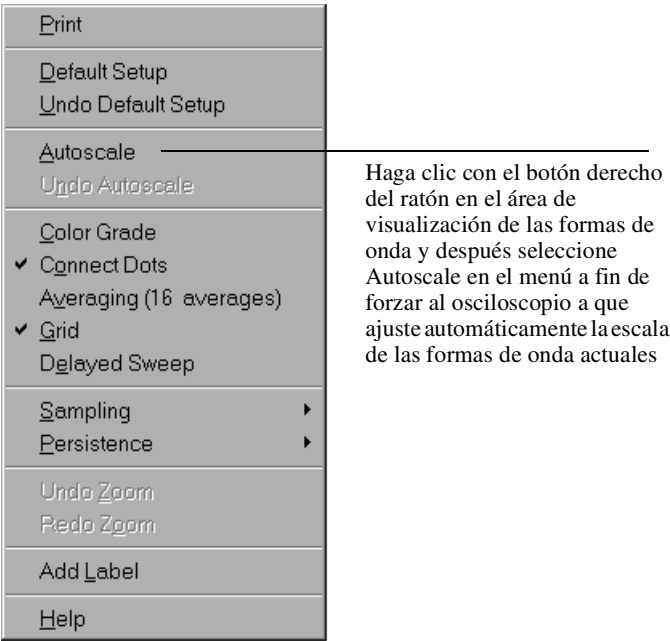 Print
Default Setup
Undo Default Setup
Autoscale
Undo Autoscale
Color Grade
Connect Dots
Averaging (16 averages)
Grid
Delayed Sweep
Sampling
Persistence
Undo Zoom
Redo Zoom
Add Label
Help
Haga clic con el botón derecho
del ratón en el área de
visualización de las formas de
onda y después seleccione
Autoscale en el menú a fin de
forzar al osciloscopio a que
ajuste automáticamente la escala
de las formas de onda actuales